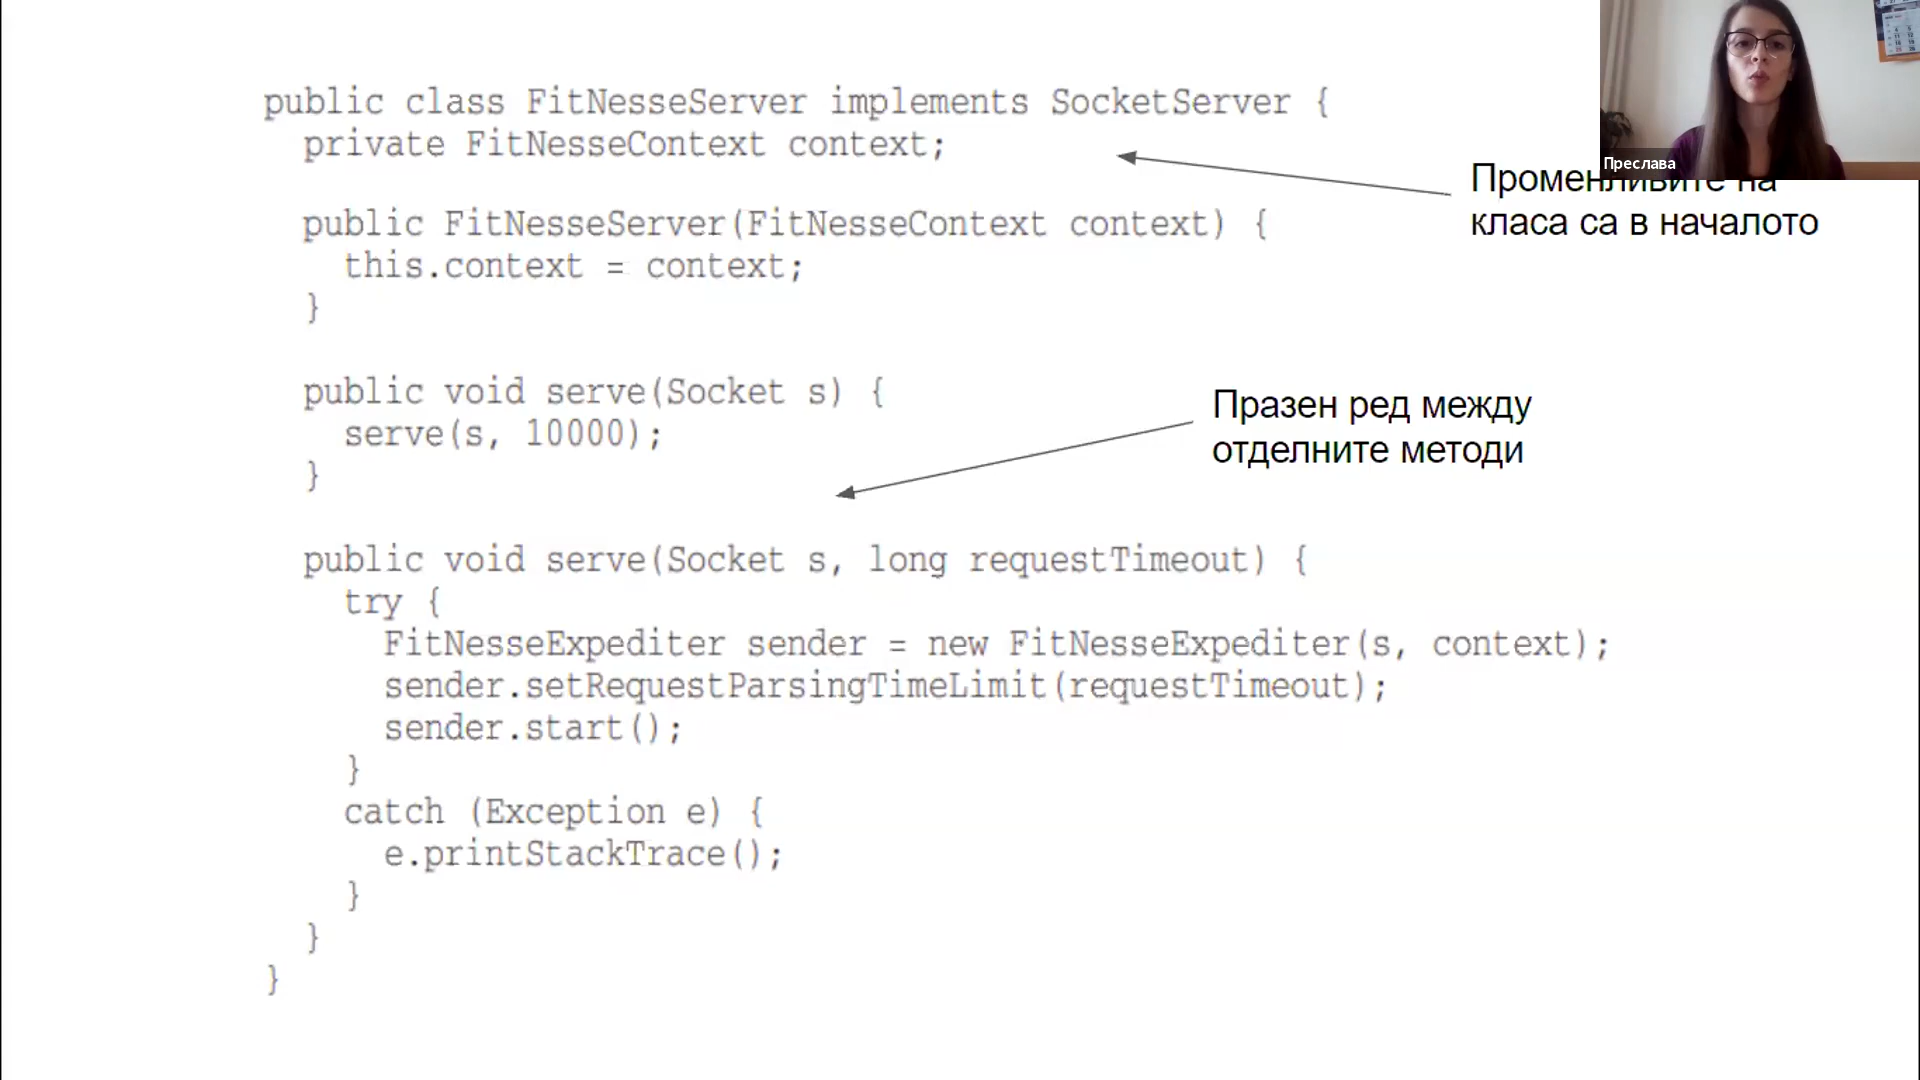 public class FitNesseServer implements SocketServer {
private FitNesseContext context;
public FitNesseServer(FitNesseContext context) {
this.context = context;
}
public void serve(Socket s) {
serve(s, 10000);
}
public void serve(Socket s, long requestTimeout) {
try {
FitNesseExpediter sender = new FitNesseExpediter(s, context);
sender.setRequestParsingTimeLimit(requestTimeout);
sender.start();
}
catch (Exception e) {
e.printStackTrace();
}
}
}
Преслава
Променливите на
класа са в началото
Празен ред между
отделните методи